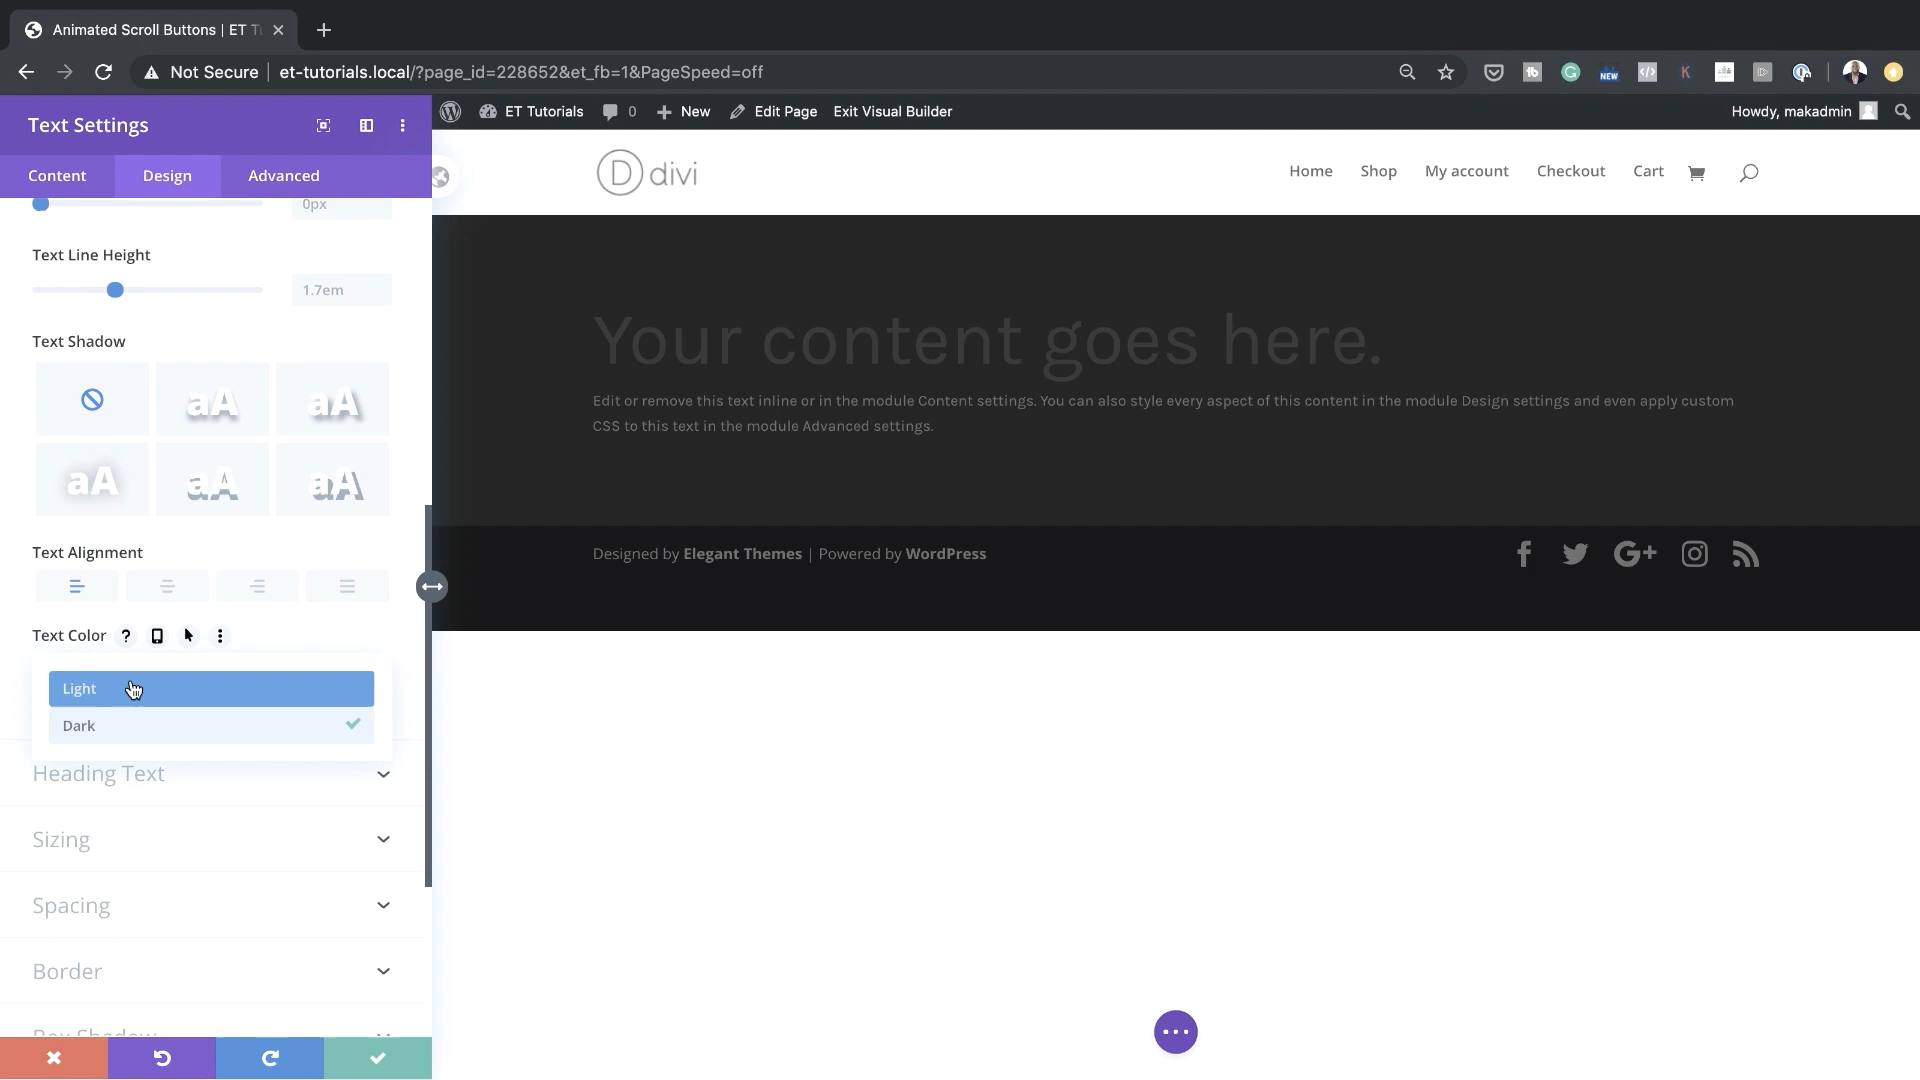 Animated Scroll Buttons | ET Tu
Not Secure
et-tutorials.local/?page_id=228652&et_fb=1&PageSpeed=off
NEW
Text Settings
ET Tutorials
0
New
Edit Page
Exit Visual Builder
Howdy, makadmin
Content
Design
Advanced
divi
Home
Shop
My account
Checkout
Cart
0px
Text Line Height
1.7em
Text Shadow
aA
aA
aA
aA
aA
Text Alignment
Text Color
Light
Dark
Heading Text
Sizing
Spacing
Border
Box Shadow
Your content goes here.
Edit or remove this text inline or in the module Content settings. You can also style every aspect of this content in the module Design settings and even apply custom
CSS to this text in the module Advanced settings.
Designed by Elegant Themes | Powered by WordPress